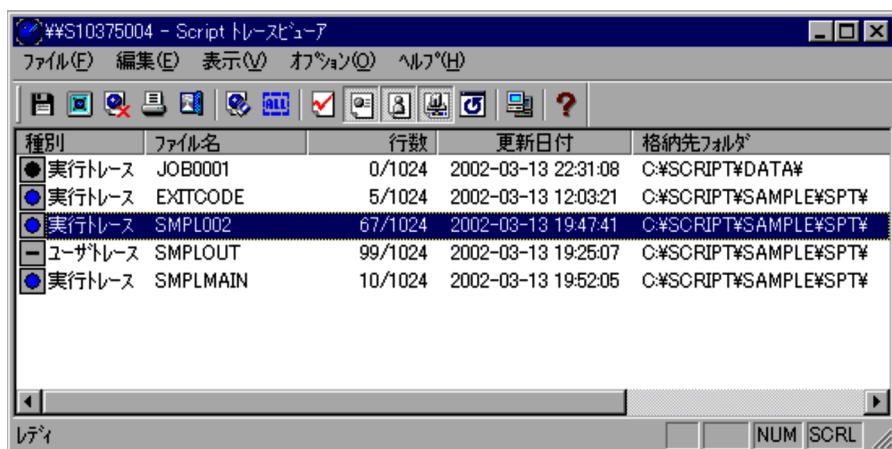 ¥¥S10375004 - Script ﾄﾚｰｽﾋﾞｭｰｱ
ﾌｧｲﾙ(F) 編集(E) 表示(V) ｵﾌﾟｼｮﾝ(O) ﾍﾙﾌﾟ(H)
ALL
種別 ﾌｧｲﾙ名 行数 更新日付 格納先ﾌｫﾙﾀﾞ
実行ﾄﾚｰｽ JOB0001 0/1024 2002-03-13 22:31:08 C:¥SCRIPT¥DATA¥
実行ﾄﾚｰｽ EXITCODE 5/1024 2002-03-13 12:03:21 C:¥SCRIPT¥SAMPLE¥SPT¥
実行ﾄﾚｰｽ SMPL002 67/1024 2002-03-13 19:47:41 C:¥SCRIPT¥SAMPLE¥SPT¥
ﾕｰｻﾞﾄﾚｰｽ SMPLOUT 99/1024 2002-03-13 19:25:07 C:¥SCRIPT¥SAMPLE¥SPT¥
実行ﾄﾚｰｽ SMPLMAIN 10/1024 2002-03-13 19:52:05 C:¥SCRIPT¥SAMPLE¥SPT¥
ﾚﾃﾞｨ NUM SCRL